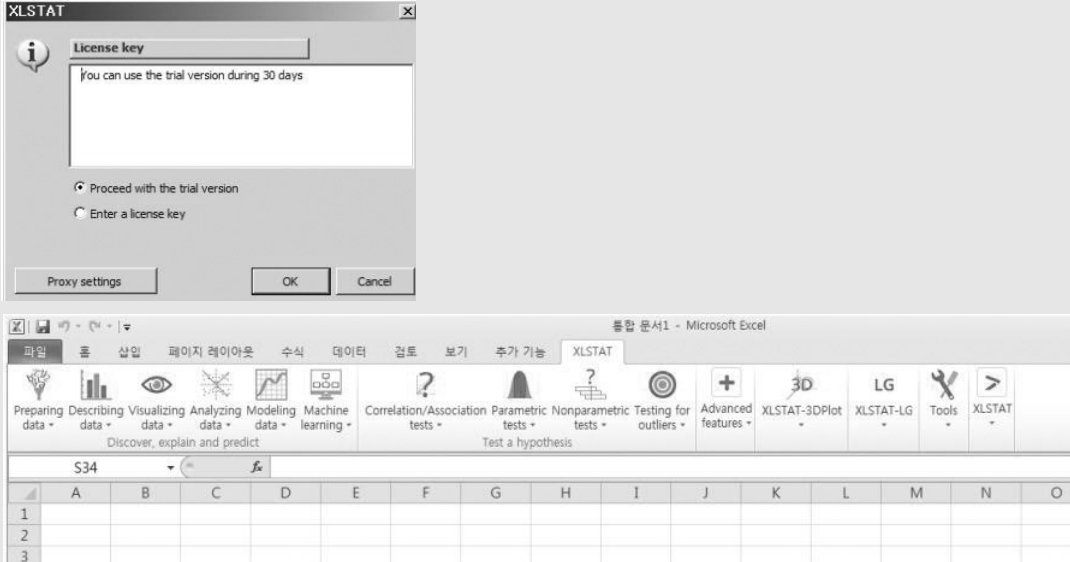 XLSTAT
License key
You can use the trial version during 30 days
Proceed with the trial version
Enter a license key
Proxy settings OK Cancel
통합 문서1 - Microsoft Excel
파일 홈 삽입 페이지 레이아웃 수식 데이터 검토 보기 추가 기능 XLSTAT
3D LG
Preparing Describing Visualizing Analyzing Modeling Machine Correlation/Association Parametric Nonparametric Testing for Advanced XLSTAT-3DPlot XLSTAT-LG Tools XLSTAT
data data data data data learning tests tests tests outliers features
Discover, explain and predict Test a hypothesis
S34 fx
A B C D E F G H I J K L M N O
1
2
3